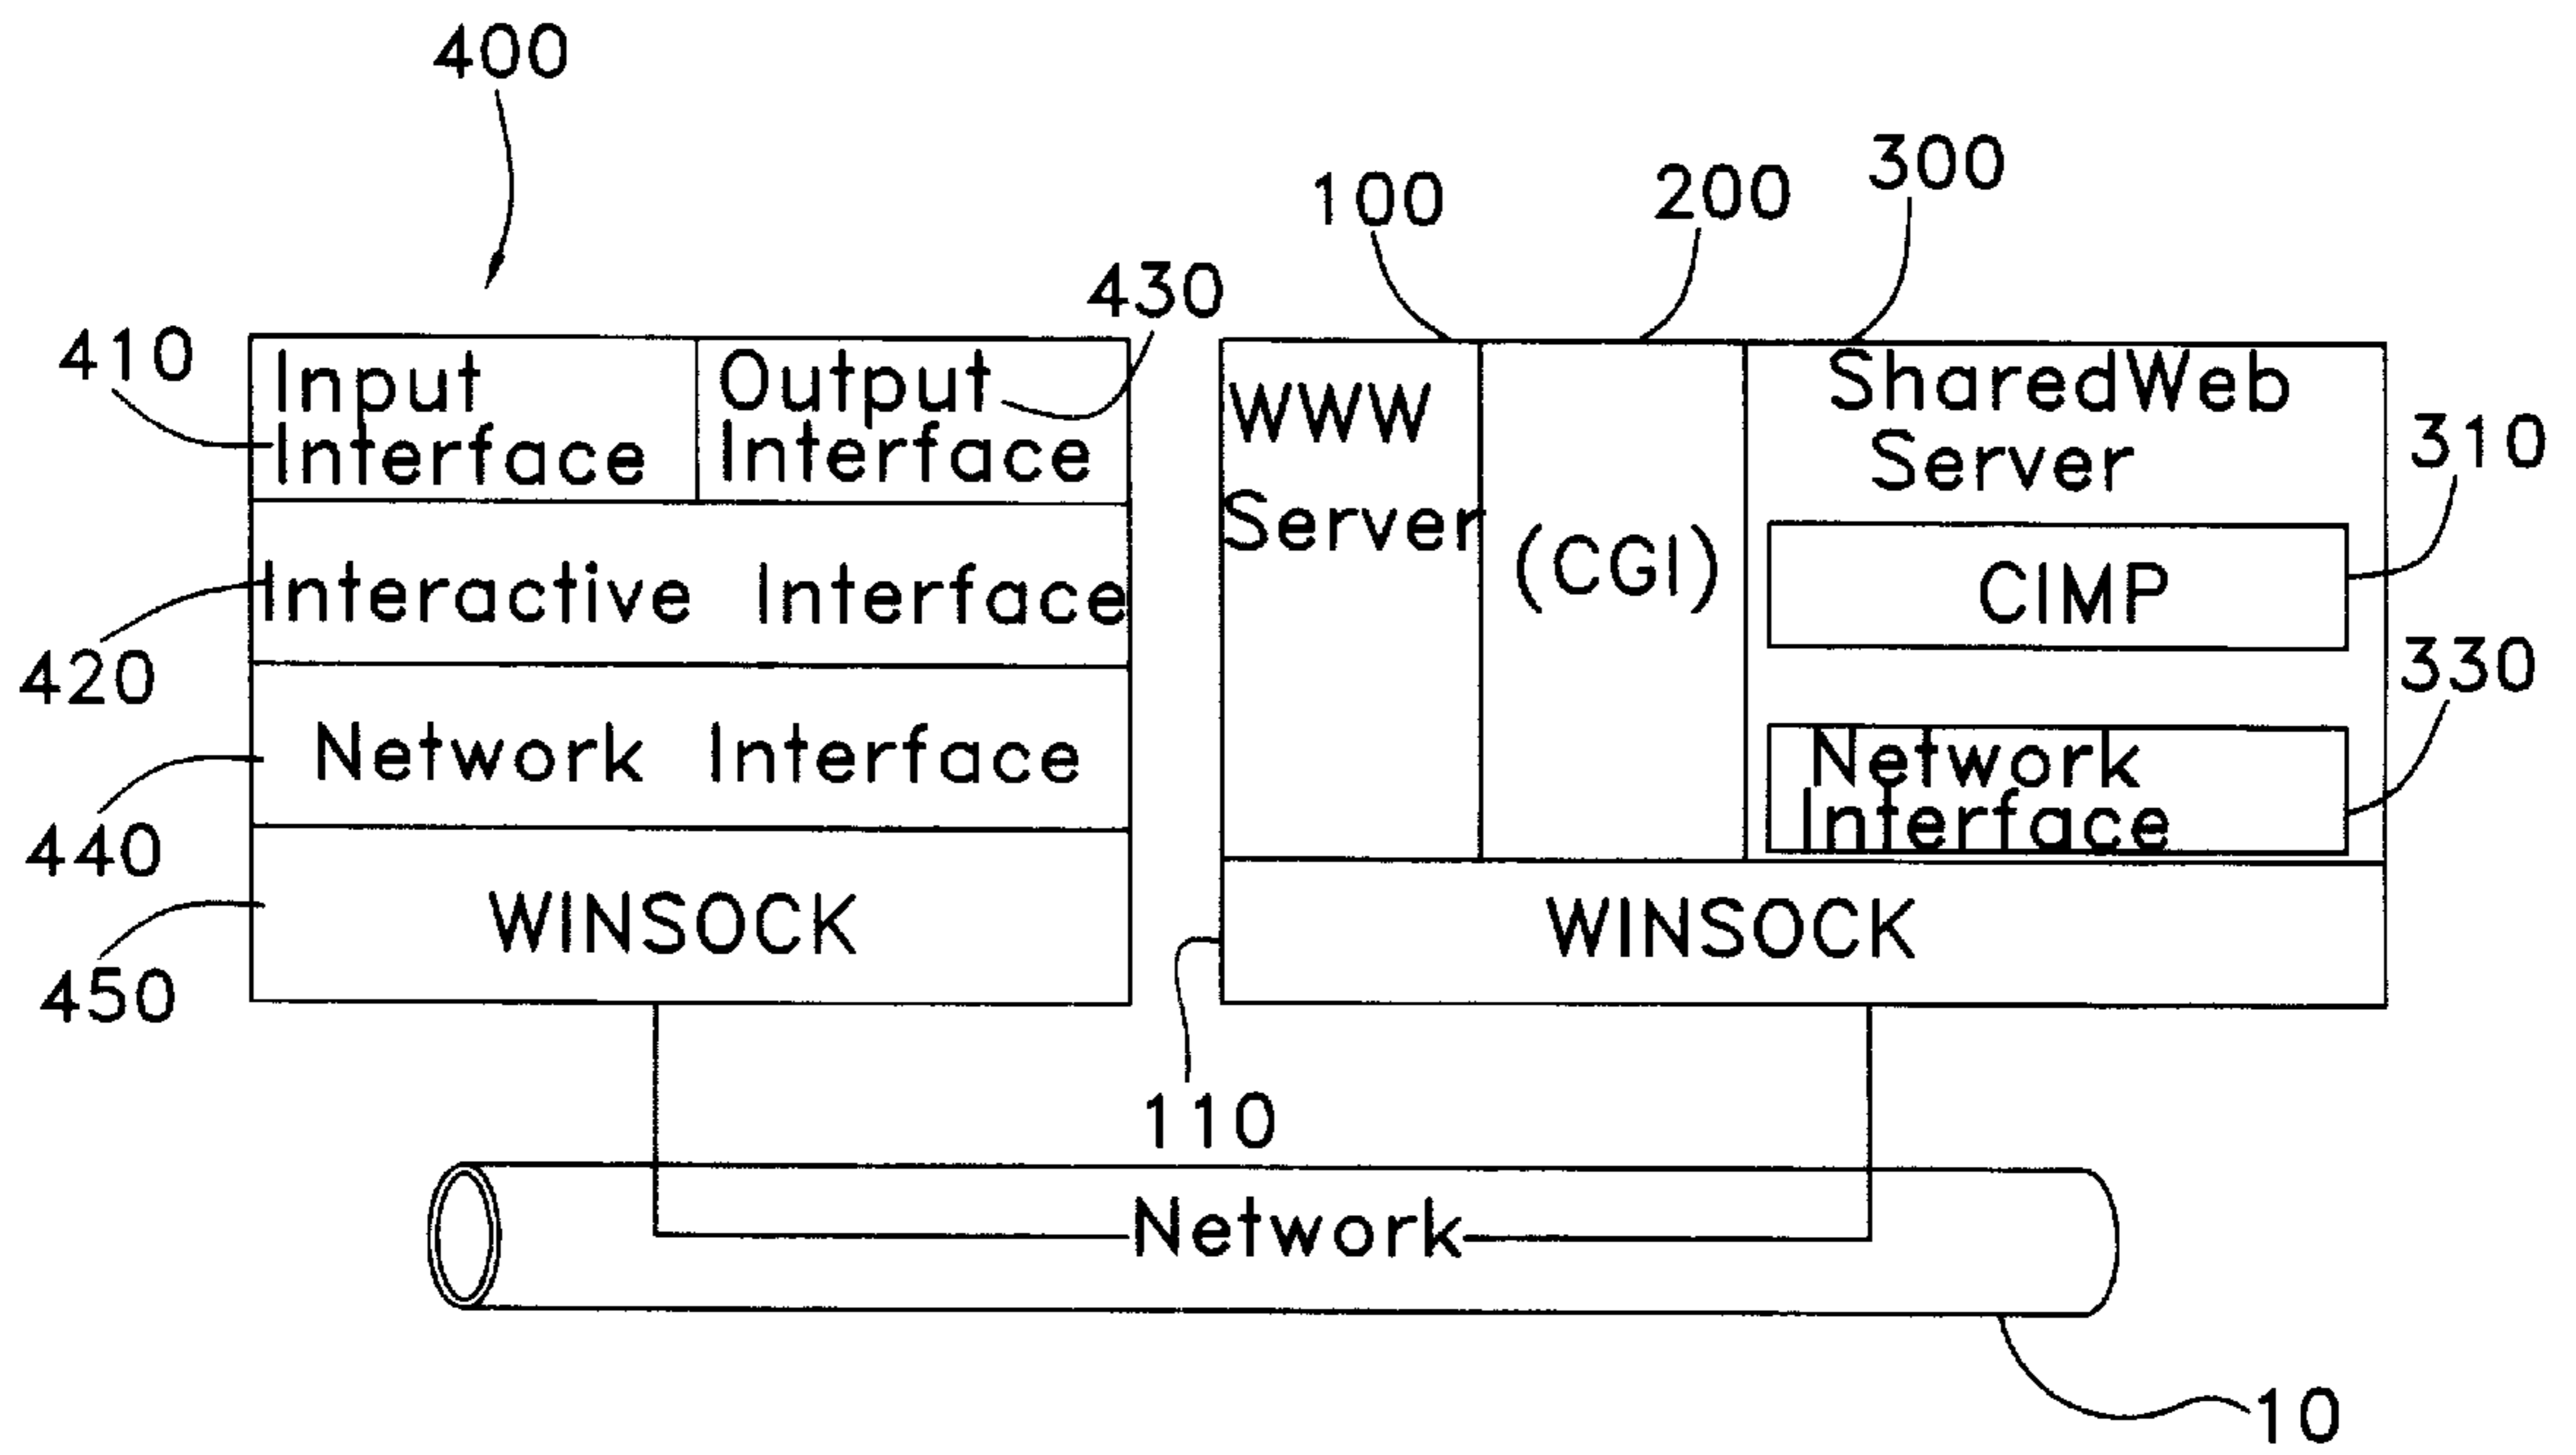 400
100
200
300
430
410
Input
Interface
Output
Interface
WWW
Server
(CGI)
SharedWeb
Server
310
CIMP
Interactive Interface
420
330
Network Interface
Network
Interface
440
WINSOCK
WINSOCK
450
110
Network
10